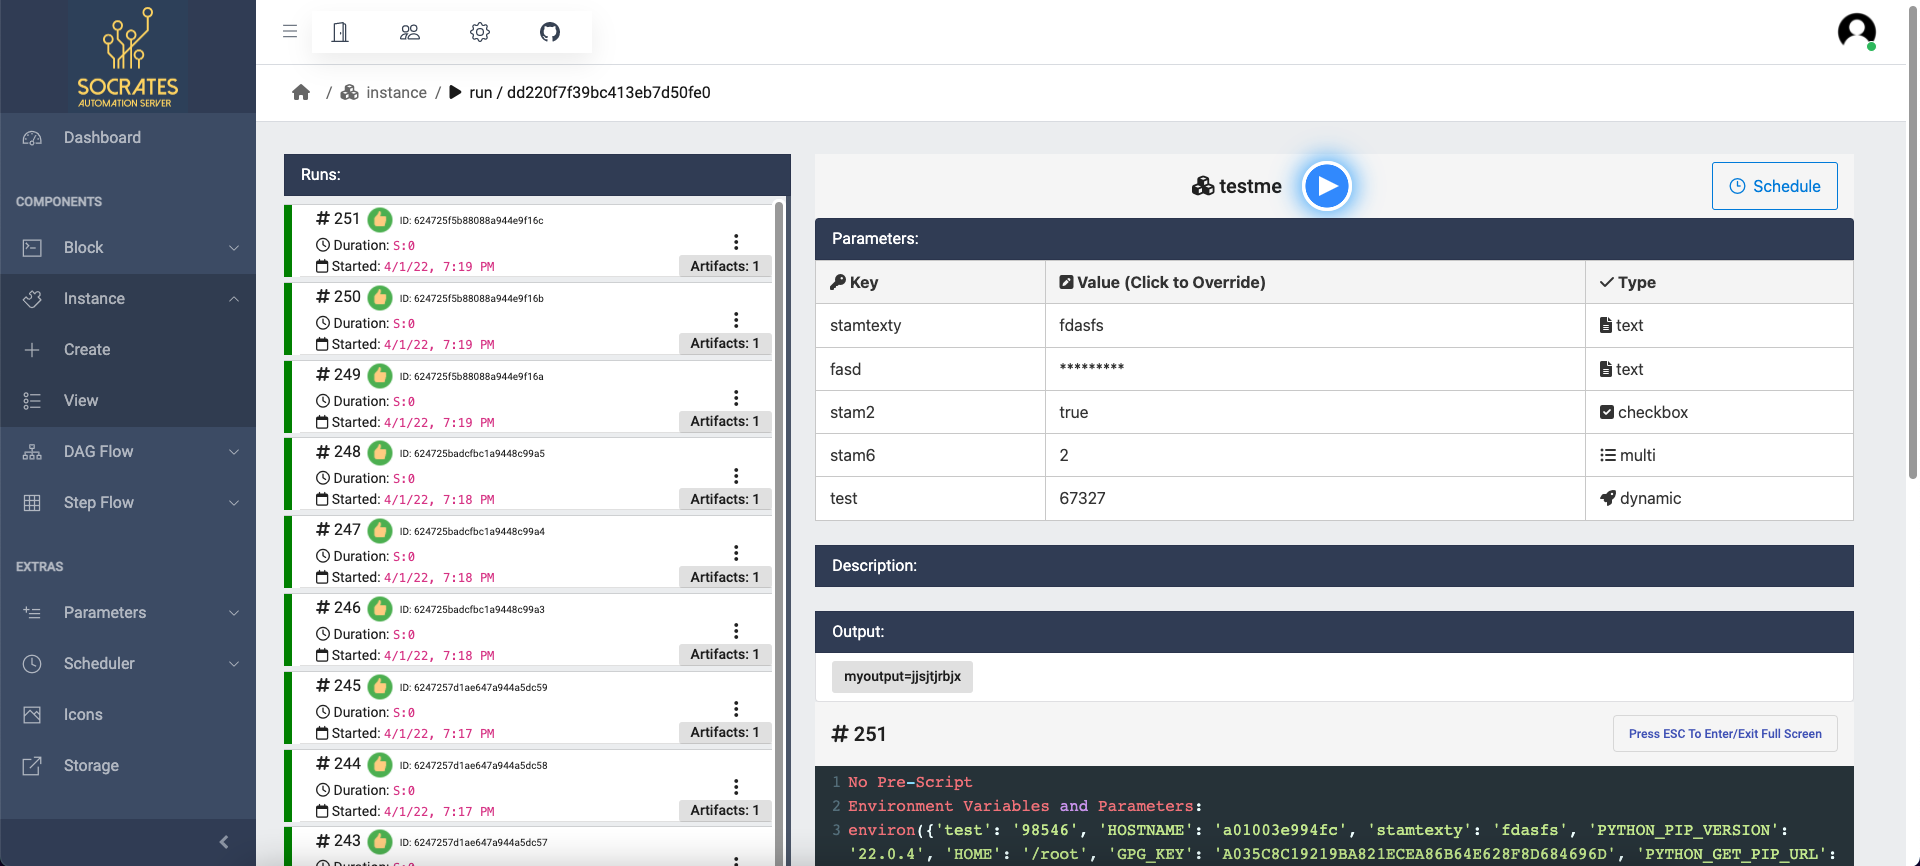 SOCRATES
AUTOMATION SERVER
Dashboard
COMPONENTS
Block
Instance
Create
View
DAG Flow
Step Flow
EXTRAS
Parameters
Scheduler
Icons
Storage
/ instance / run / dd220f7f39bc413eb7d50fe0
Runs:
# 251 ID: 624725f5b88088a944e9f16c
Duration: S:0
Started: 4/1/22, 7:19 PM Artifacts: 1
# 250 ID: 624725f5b88088a944e9f16b
Duration: S:0
Started: 4/1/22, 7:19 PM Artifacts: 1
# 249 ID: 624725f5b88088a944e9f16a
Duration: S:0
Started: 4/1/22, 7:19 PM Artifacts: 1
# 248 ID: 624725badcfbc1a9448c99a5
Duration: S:0
Started: 4/1/22, 7:18 PM Artifacts: 1
# 247 ID: 624725badcfbc1a9448c99a4
Duration: S:0
Started: 4/1/22, 7:18 PM Artifacts: 1
# 246 ID: 624725badcfbc1a9448c99a3
Duration: S:0
Started: 4/1/22, 7:18 PM Artifacts: 1
# 245 ID: 6247257d1ae647a944a5dc59
Duration: S:0
Started: 4/1/22, 7:17 PM Artifacts: 1
# 244 ID: 6247257d1ae647a944a5dc58
Duration: S:0
Started: 4/1/22, 7:17 PM Artifacts: 1
# 243 ID: 6247257d1ae647a944a5dc57
Duration: S:0
testme
Schedule
Parameters:
Key Value (Click to Override) Type
stamtexty fdasfs text
fasd ********* text
stam2 true checkbox
stam6 2 multi
test 67327 dynamic
Description:
Output:
myoutput=jjsjtjrbjx
# 251 Press ESC To Enter/Exit Full Screen
1 No Pre-Script
2 Environment Variables and Parameters:
3 environ({'test': '98546', 'HOSTNAME': 'a01003e994fc', 'stamtexty': 'fdasfs', 'PYTHON_PIP_VERSION':
'22.0.4', 'HOME': '/root', 'GPG_KEY': 'A035C8C19219BA821ECEA86B64E628F8D684696D', 'PYTHON_GET_PIP_URL':